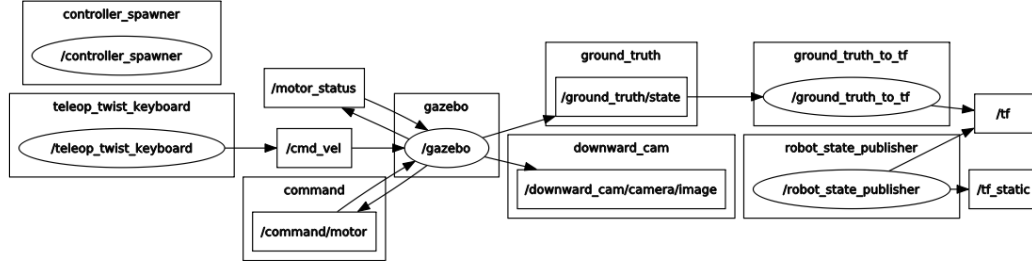 controller_spawner
/controller_spawner
teleop_twist_keyboard
/teleop_twist_keyboard
/motor_status
/cmd_vel
command
/command/motor
gazebo
/gazebo
ground_truth
/ground_truth/state
downward_cam
/downward_cam/camera/image
ground_truth_to_tf
/ground_truth_to_tf
robot_state_publisher
/robot_state_publisher
/tf
/tf_static